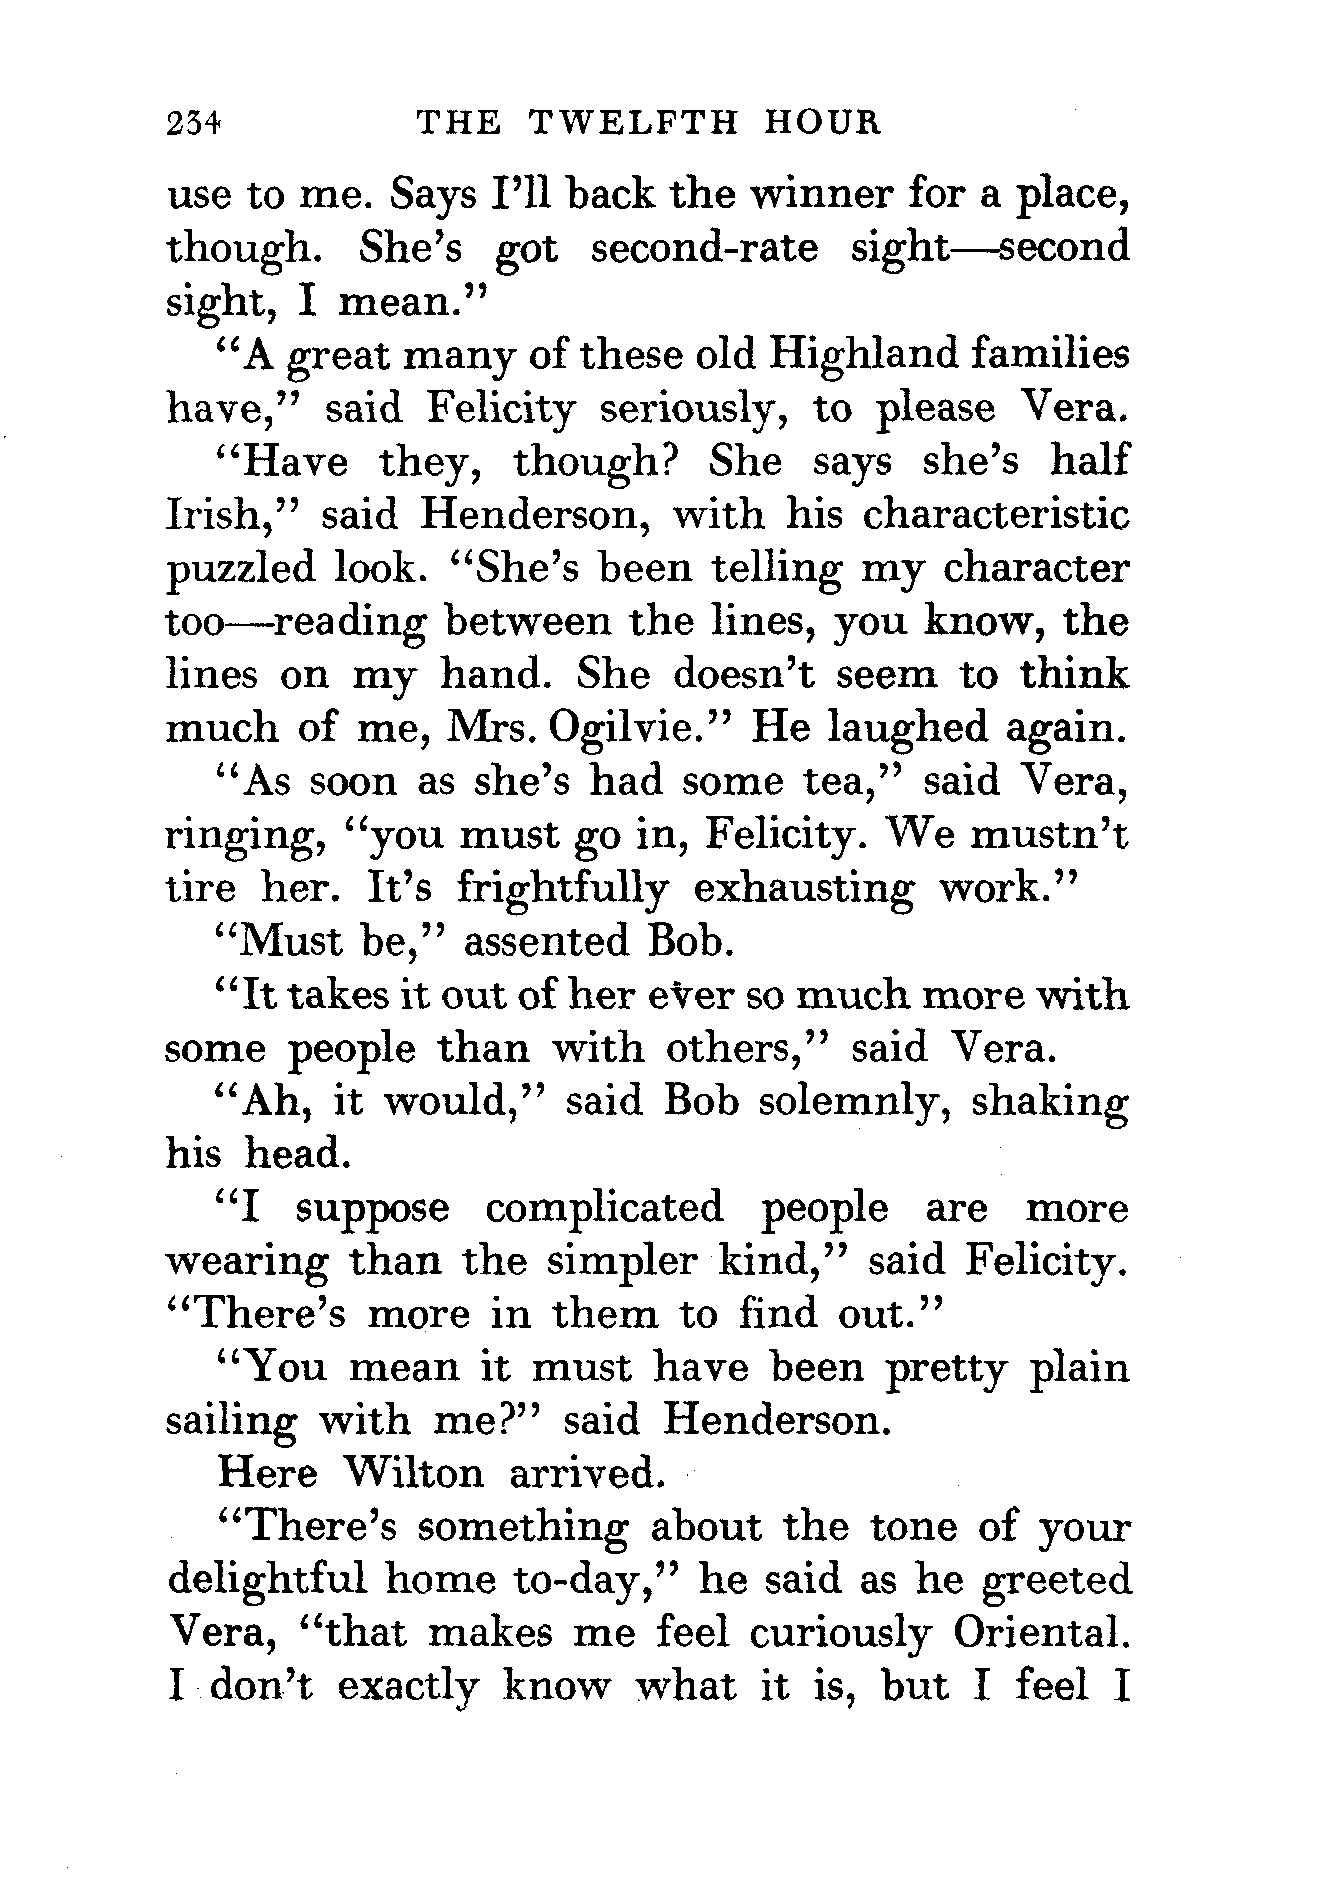 234 THE TWELFTH HOUR
use to me. Says I'll back the winner for a place,
though. She's got second-rate sight—second
sight, I mean."
"A great many of these old Highland families
have," said Felicity seriously, to please Vera.
"Have they, though? She says she's half
Irish," said Henderson, with his characteristic
puzzled look. "She's been telling my character
too—reading between the lines, you know, the
lines on my hand. She doesn't seem to think
much of me, Mrs. Ogilvie." He laughed again.
"As soon as she's had some tea," said Vera,
ringing, "you must go in, Felicity. We mustn't
tire her. It's frightfully exhausting work."
"Must be," assented Bob.
"It takes it out of her ever so much more with
some people than with others," said Vera.
"Ah, it would," said Bob solemnly, shaking
his head.
"I suppose complicated people are more
wearing than the simpler kind," said Felicity.
"There's more in them to find out."
"You mean it must have been pretty plain
sailing with me?" said Henderson.
Here Wilton arrived.
"There's something about the tone of your
delightful home to-day," he said as he greeted
Vera, "that makes me feel curiously Oriental.
I don't exactly know what it is, but I feel I